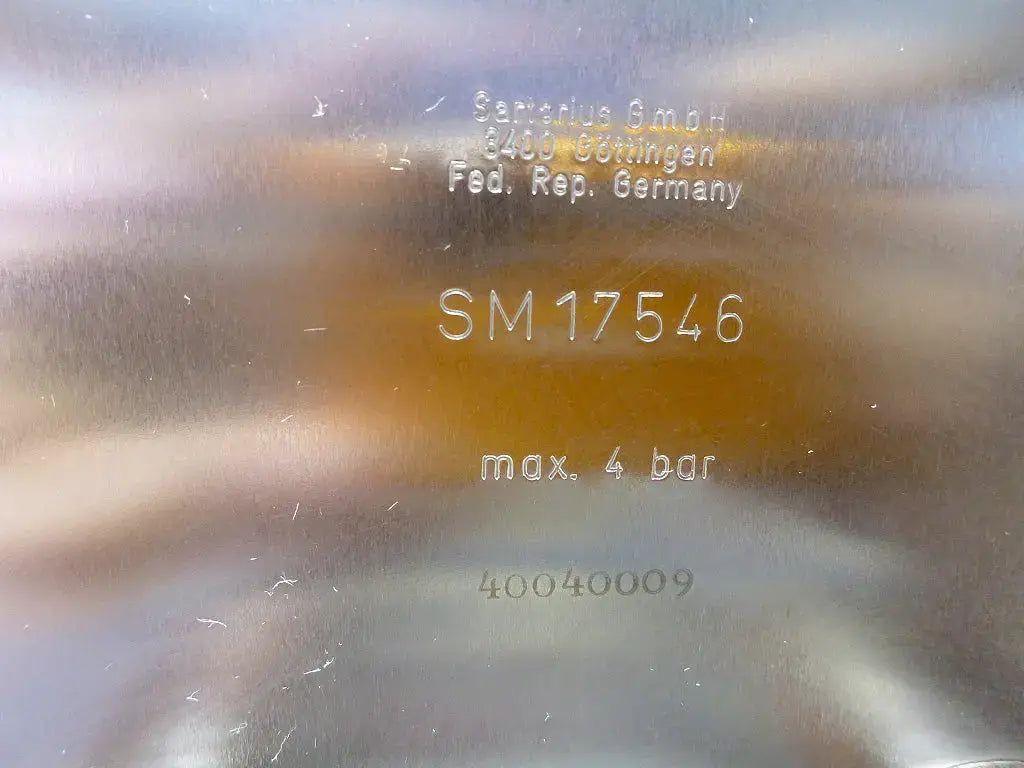 Sartorius GmbH
3400 Göttingen
Fed. Rep. Germany
SM 17546
max. 4 bar
40040009